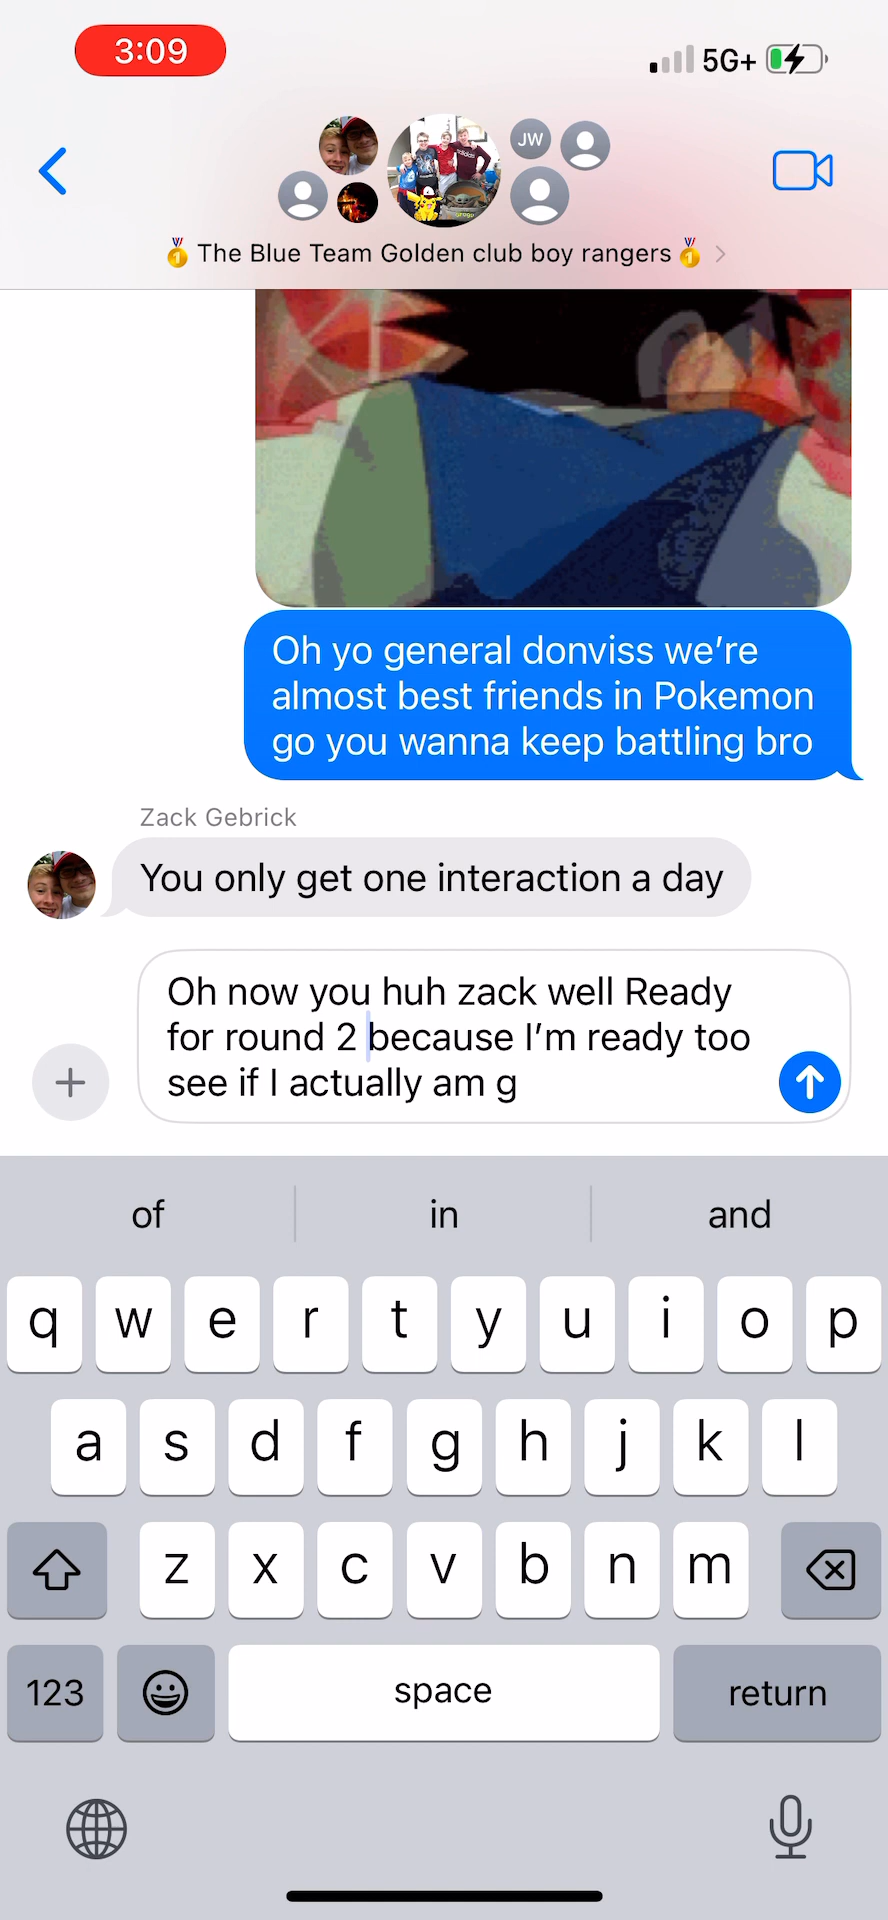 3:09
5G+
JW
🥇 The Blue Team Golden club boy rangers 🥇
Oh yo general donviss we're
almost best friends in Pokemon
go you wanna keep battling bro
Zack Gebrick
You only get one interaction a day
Oh now you huh zack well Ready
for round 2 because I'm ready too
see if I actually am g
of in and
q w e r t y u i o p
a s d f g h j k l
z x c v b n m
123 space return